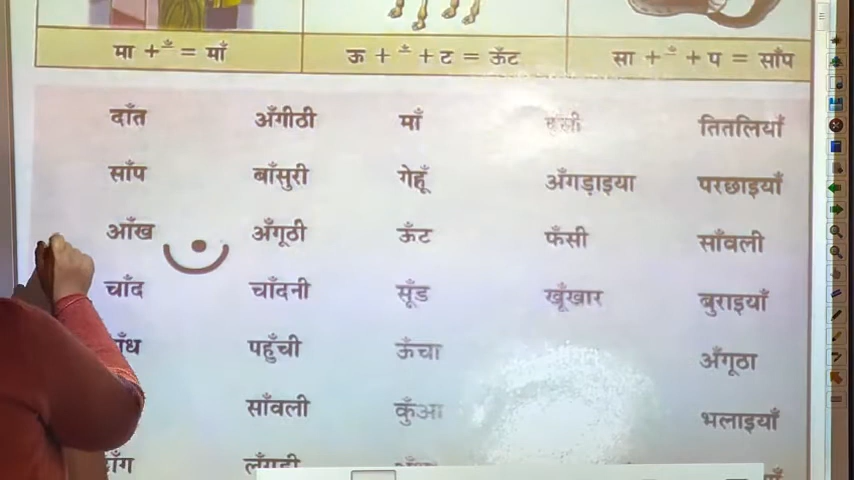 मा + ँ = माँ
ऊ + ँ + ट = ऊँट
सा + ँ + प = साँप
दाँत अँगीठी माँ तितलियाँ
साँप बाँसुरी गेहूँ अँगड़ाइया परछाइयाँ
आँख अँगूठी ऊँट फँसी साँवली
चाँद चाँदनी सूँड खूँखार बुराइयाँ
पहुँची ऊँचा अँगूठा
साँवली कुँआ भलाइयाँ